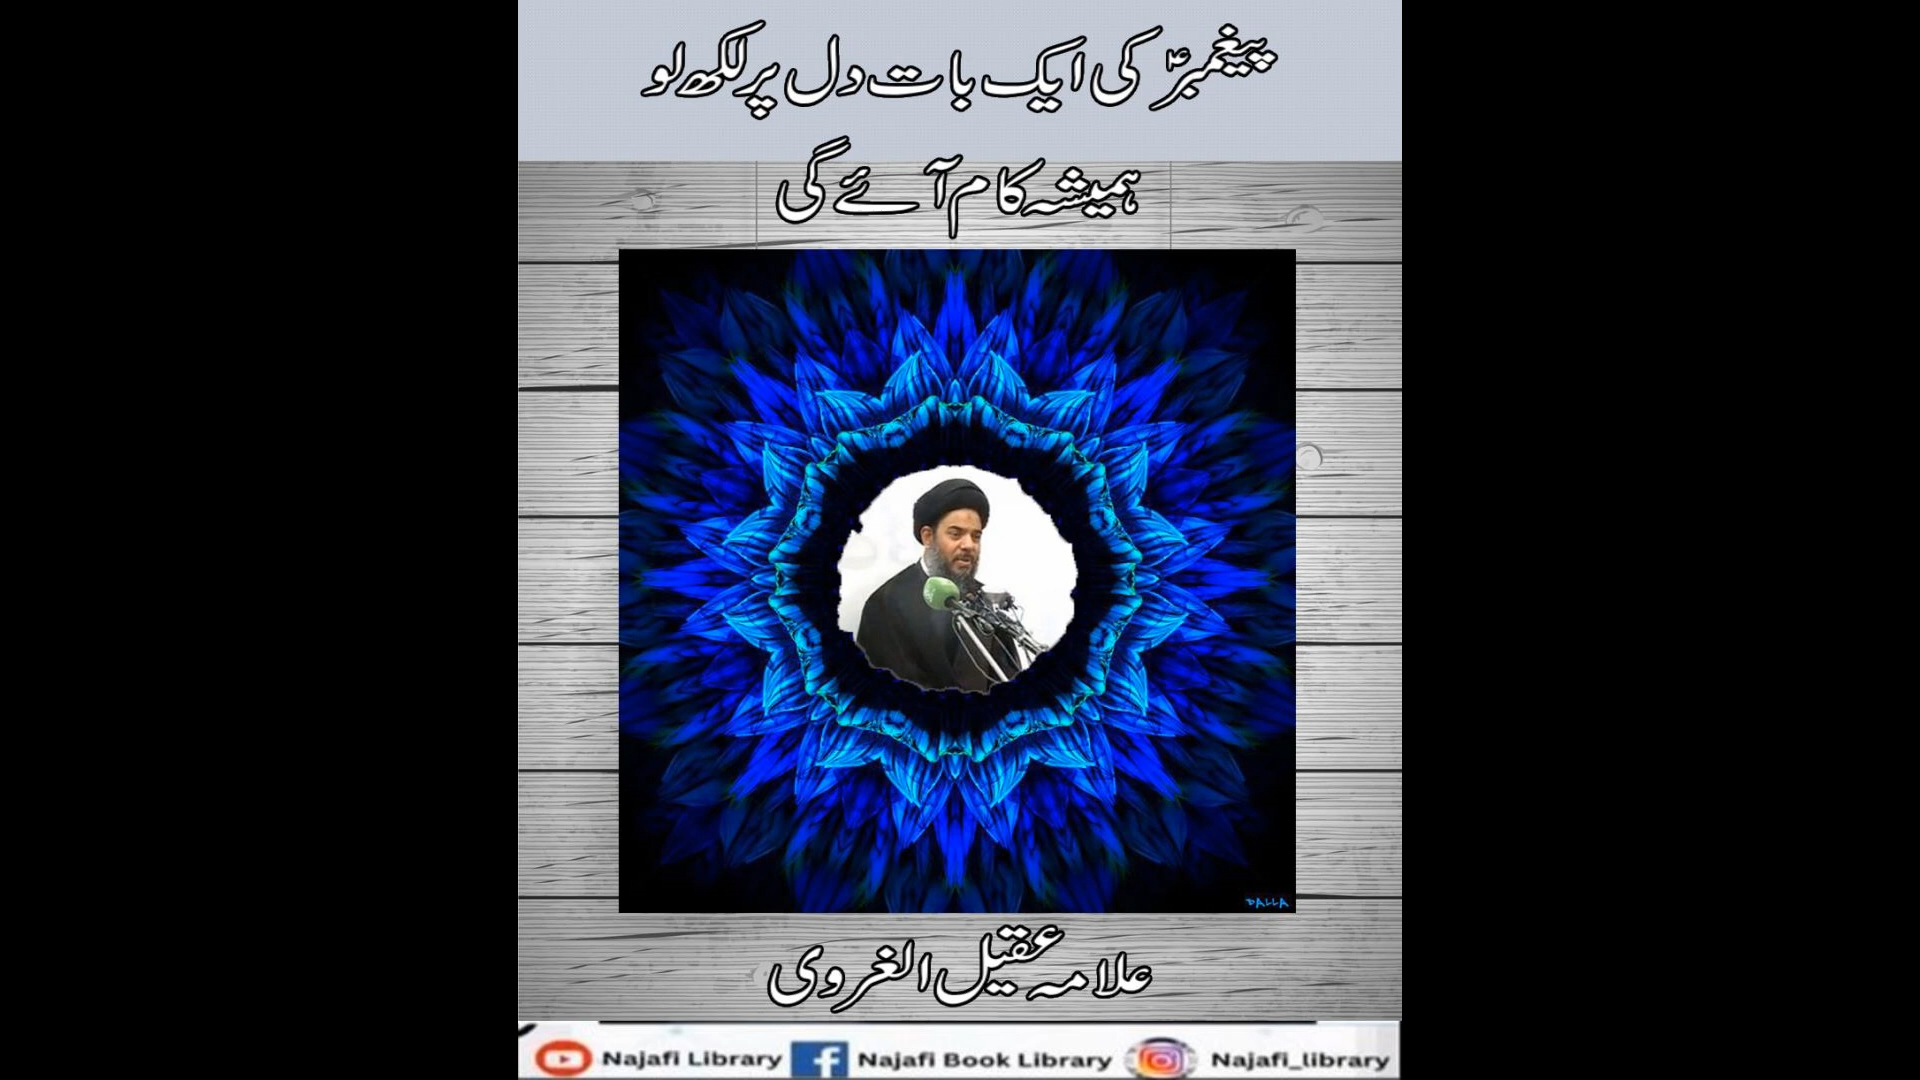 پیغمبرؐ کی ایک بات دل پر لکھ لو
ہمیشہ کام آئے گی
DALLA
علامہ عقیل الغروی
Najafi Library Najafi Book Library Najafi_library